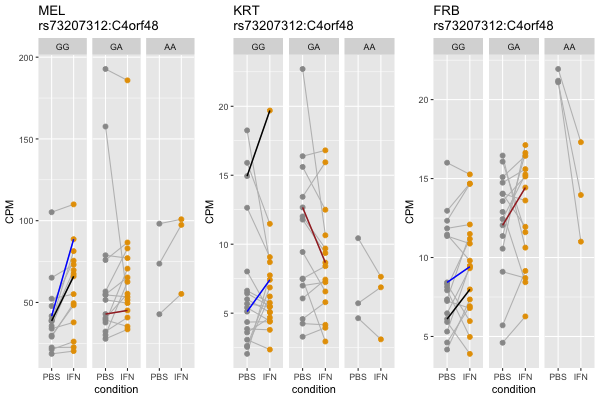 MEL
rs73207312:C4orf48
GG GA AA
CPM
200
150
100
50
PBS IFN PBS IFN PBS IFN
condition
KRT
rs73207312:C4orf48
GG GA AA
CPM
20
15
10
5
PBS IFN PBS IFN PBS IFN
condition
FRB
rs73207312:C4orf48
GG GA AA
CPM
20
15
10
5
PBS IFN PBS IFN PBS IFN
condition